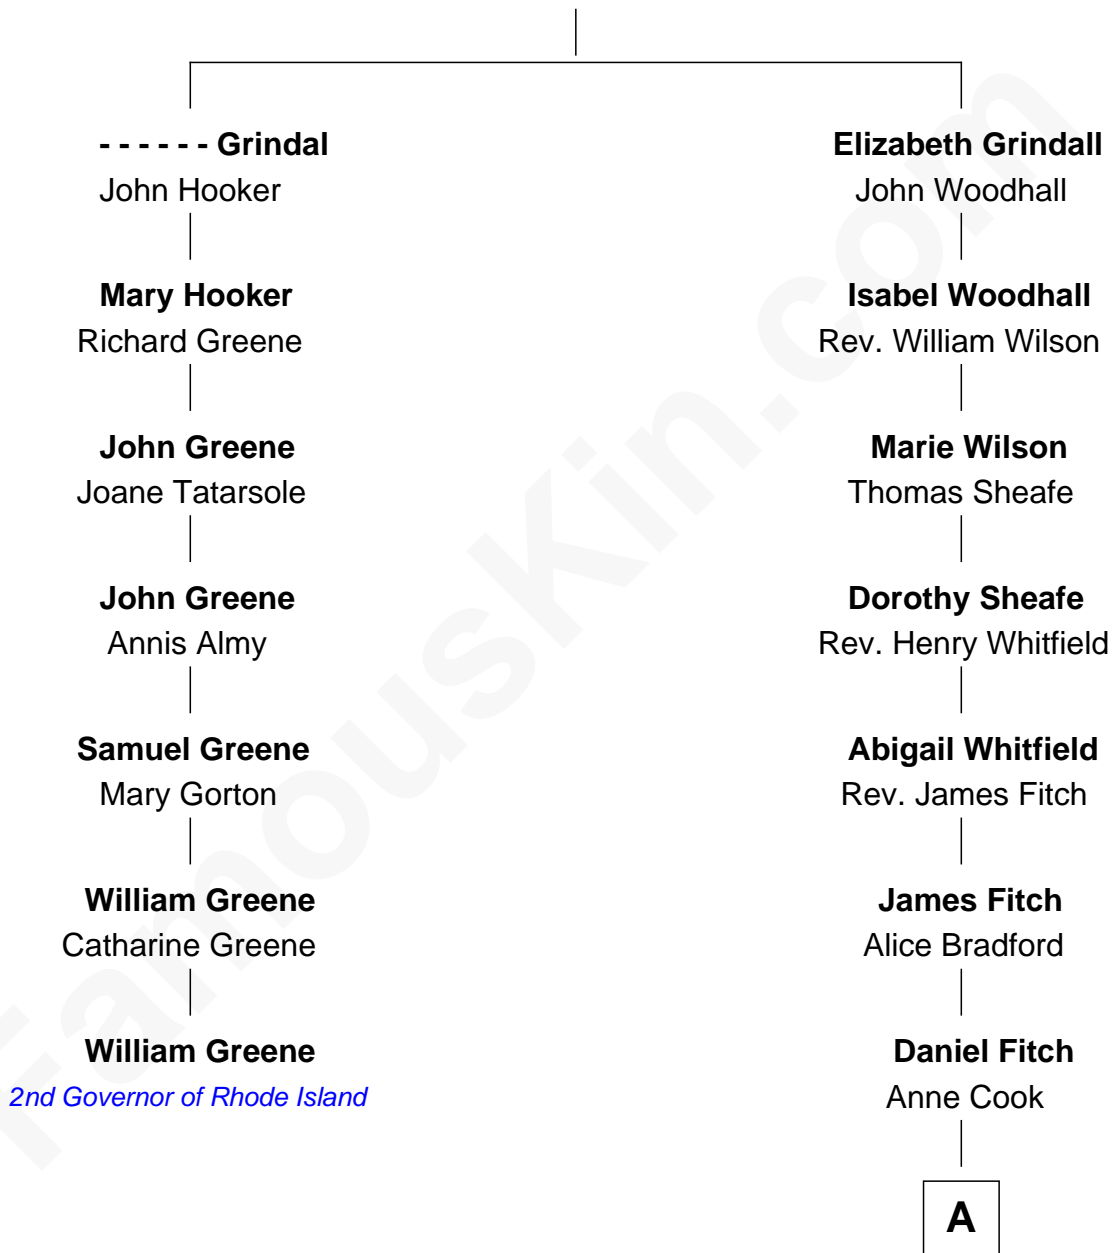 - - - - - - Grindal
John Hooker
Mary Hooker
Richard Greene
John Greene
Joane Tatarsole
John Greene
Annis Almy
Samuel Greene
Mary Gorton
William Greene
Catharine Greene
William Greene
2nd Governor of Rhode Island
Elizabeth Grindall
John Woodhall
Isabel Woodhall
Rev. William Wilson
Marie Wilson
Thomas Sheafe
Dorothy Sheafe
Rev. Henry Whitfield
Abigail Whitfield
Rev. James Fitch
James Fitch
Alice Bradford
Daniel Fitch
Anne Cook
A
FamousKin.com